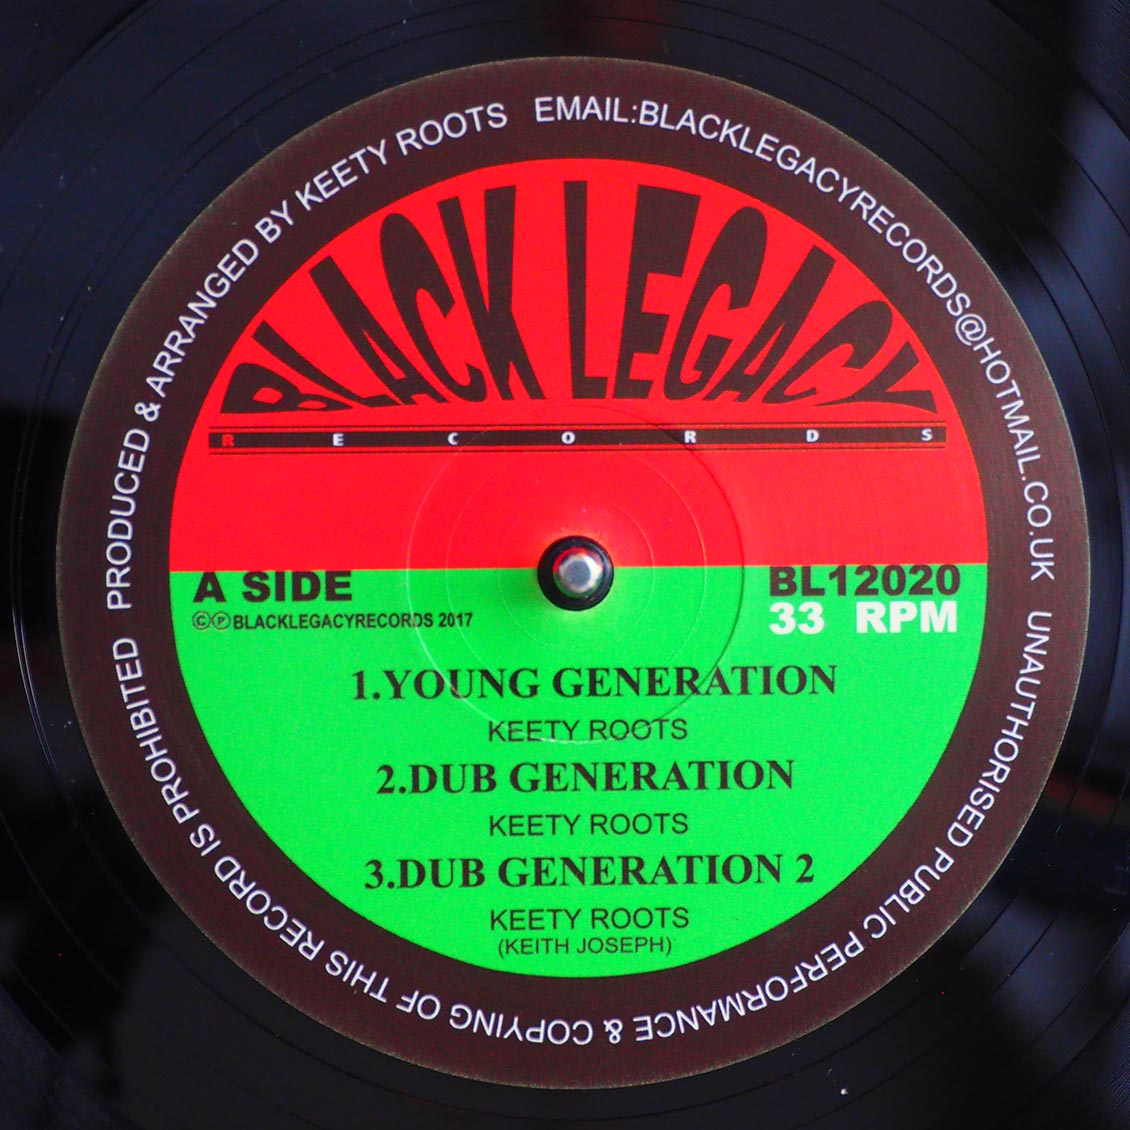 PRODUCED & ARRANGED BY KEETY ROOTS EMAIL:BLACKLEGACYRECORDS@HOTMAIL.CO.UK UNAUTHORISED PUBLIC PERFORMANCE & COPYING OF THIS RECORD IS PROHIBITED
BLACK LEGACY
RECORDS
A SIDE
BL12020
©℗BLACKLEGACYRECORDS 2017
33 RPM
1.YOUNG GENERATION
KEETY ROOTS
2.DUB GENERATION
KEETY ROOTS
3.DUB GENERATION 2
KEETY ROOTS
(KEITH JOSEPH)